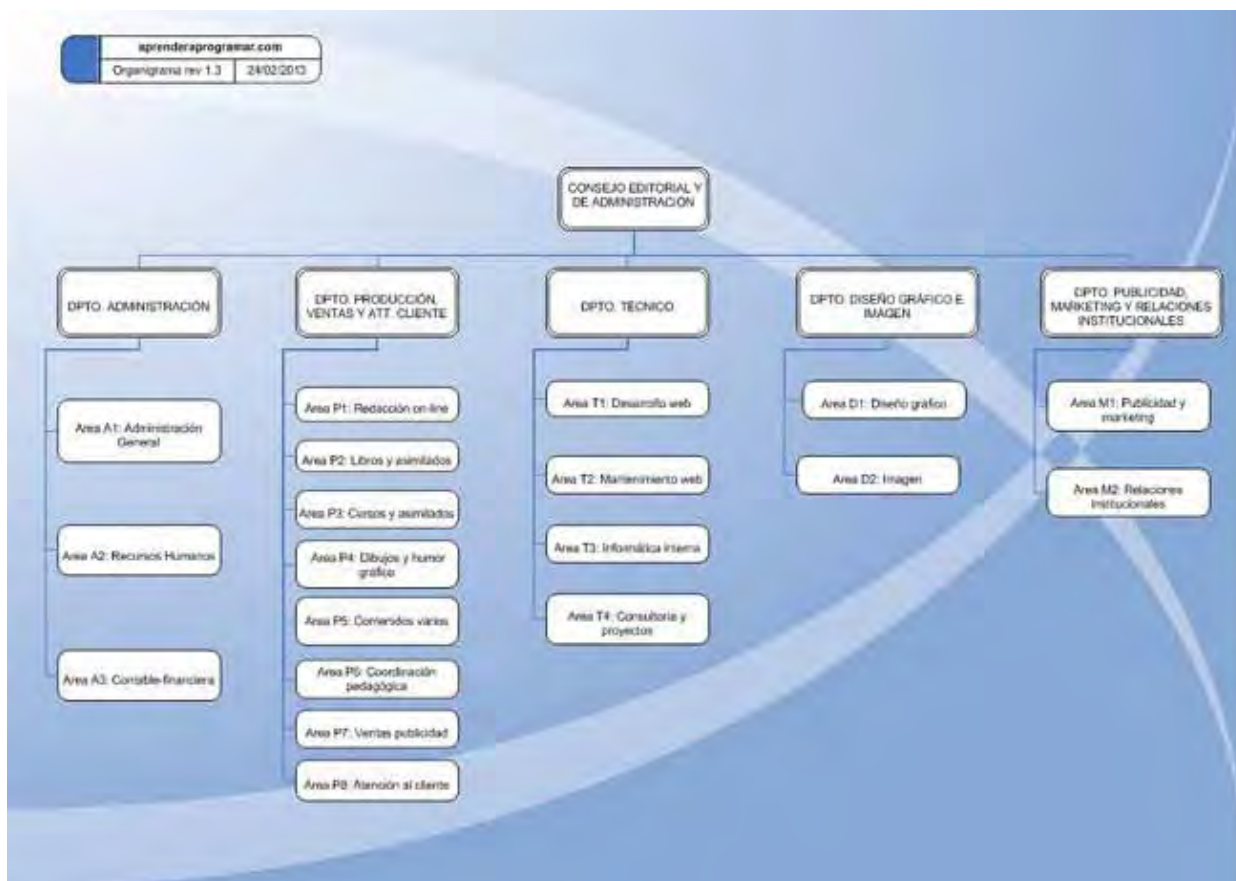 aprenderaprogramar.com
Organigrama rev 1.3
24/02/2013
CONSEJO EDITORIAL Y
DE ADMINISTRACIÓN
DPTO. ADMINISTRACIÓN
DPTO. PRODUCCIÓN,
VENTAS Y ATT. CLIENTE
DPTO. TÉCNICO
DPTO. DISEÑO GRÁFICO E
IMAGEN
DPTO. PUBLICIDAD,
MARKETING Y RELACIONES
INSTITUCIONALES
Area A1: Administración
General
Area A2: Recursos Humanos
Area A3: Contable-financiera
Area P1: Redacción on-line
Area P2: Libros y asimilados
Area P3: Cursos y asimilados
Area P4: Dibujos y humor
gráfico
Area P5: Contenidos varios
Area P6: Coordinación
pedagógica
Area P7: Ventas publicidad
Area P8: Atención al cliente
Area T1: Desarrollo web
Area T2: Mantenimiento web
Area T3: Informática interna
Area T4: Consultoría y
proyectos
Area D1: Diseño gráfico
Area D2: Imagen
Area M1: Publicidad y
marketing
Area M2: Relaciones
Institucionales